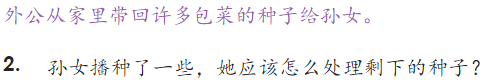 外公从家里带回许多包菜的种子给孙女。
2. 孙女播种了一些，她应该怎么处理剩下的种子？